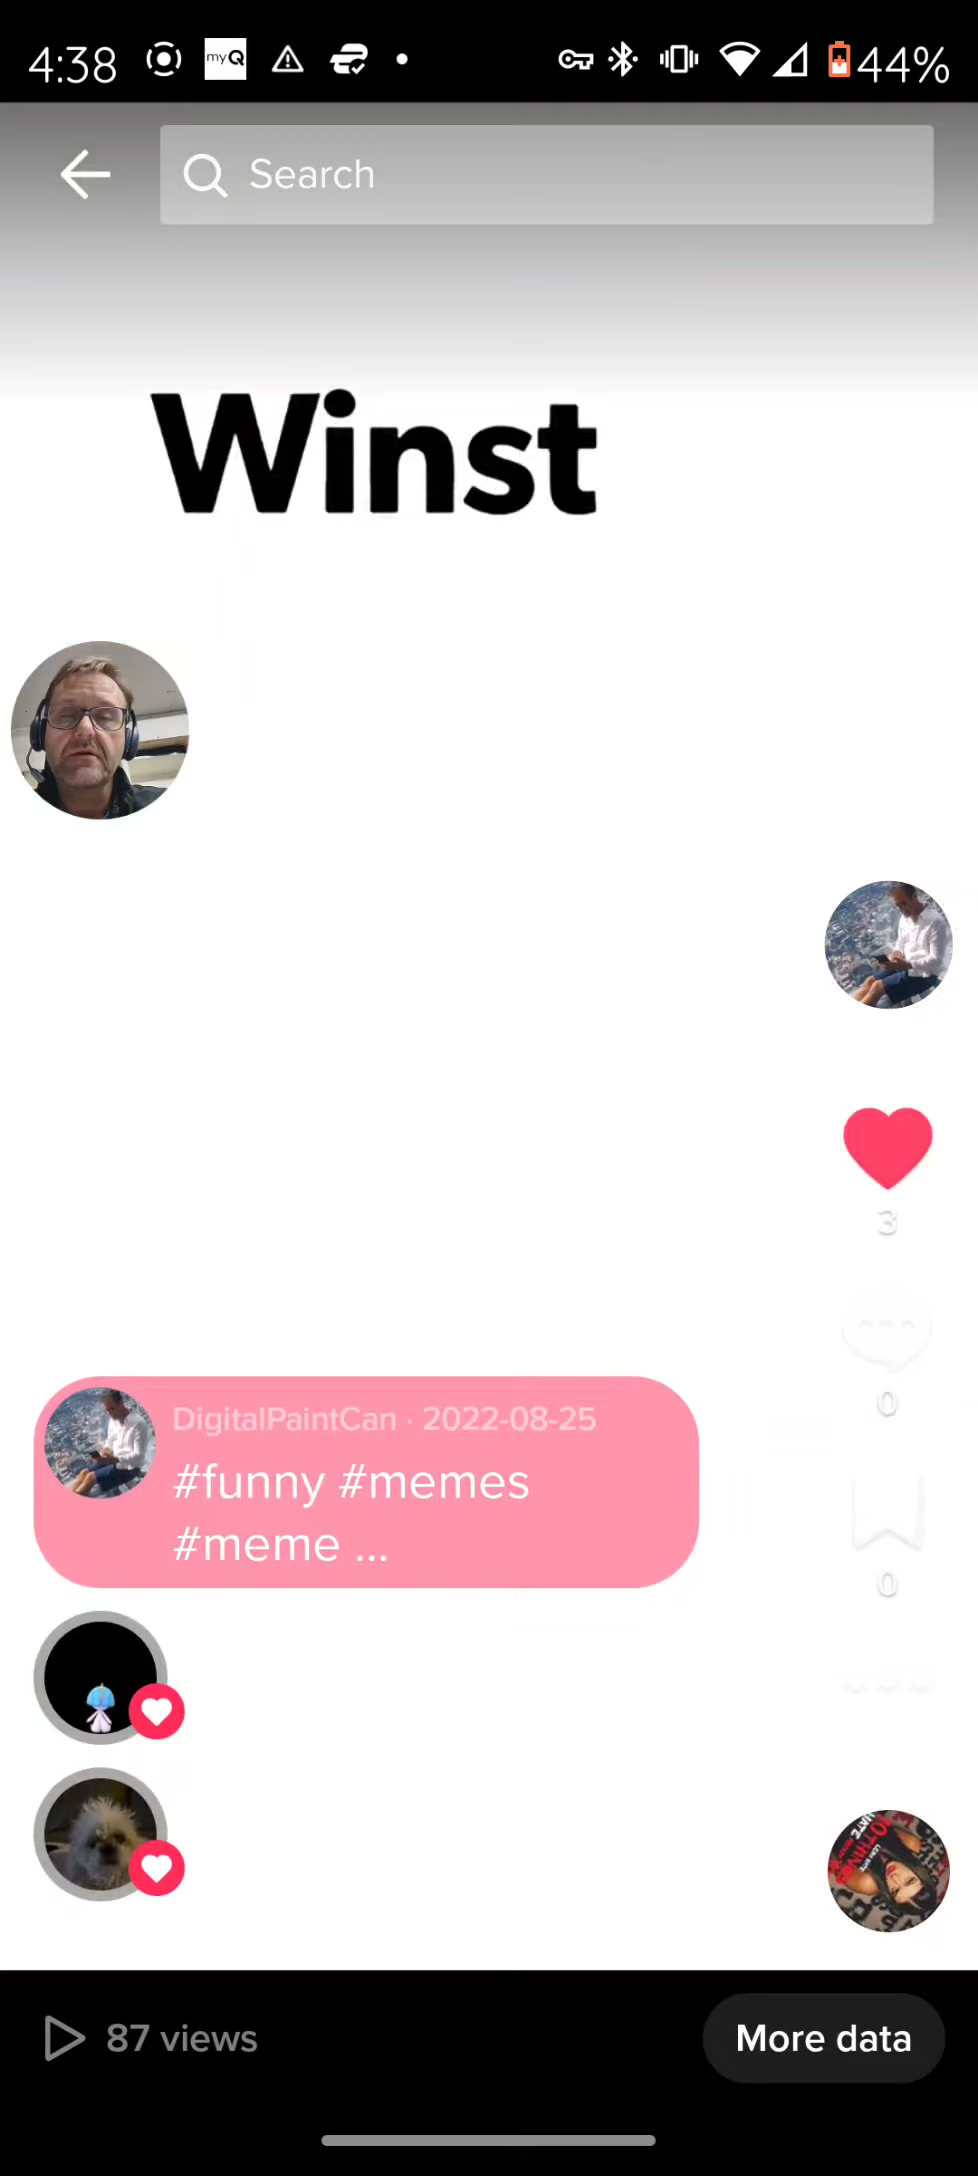 4:38
myQ
44%
Search
Winst
3
0
DigitalPaintCan · 2022-08-25
#funny #memes
#meme ...
0
87 views
More data